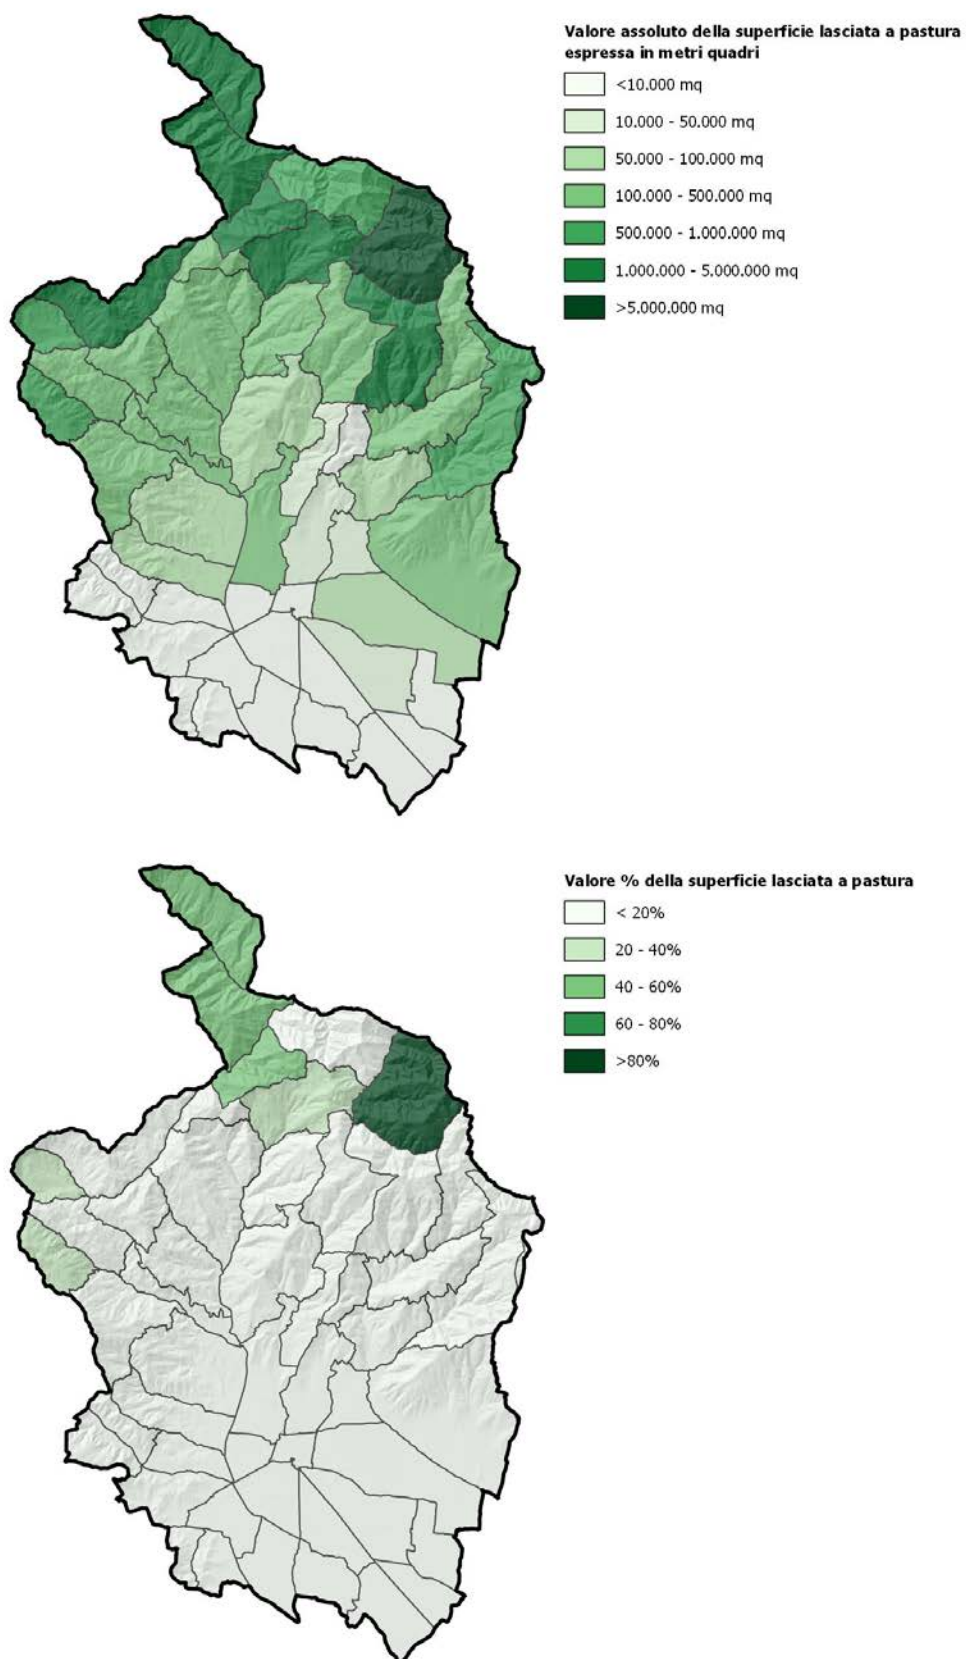 Valore assoluto della superficie lasciata a pastura
espressa in metri quadri
<10.000 mq
10.000 - 50.000 mq
50.000 - 100.000 mq
100.000 - 500.000 mq
500.000 - 1.000.000 mq
1.000.000 - 5.000.000 mq
>5.000.000 mq
Valore % della superficie lasciata a pastura
< 20%
20 - 40%
40 - 60%
60 - 80%
>80%